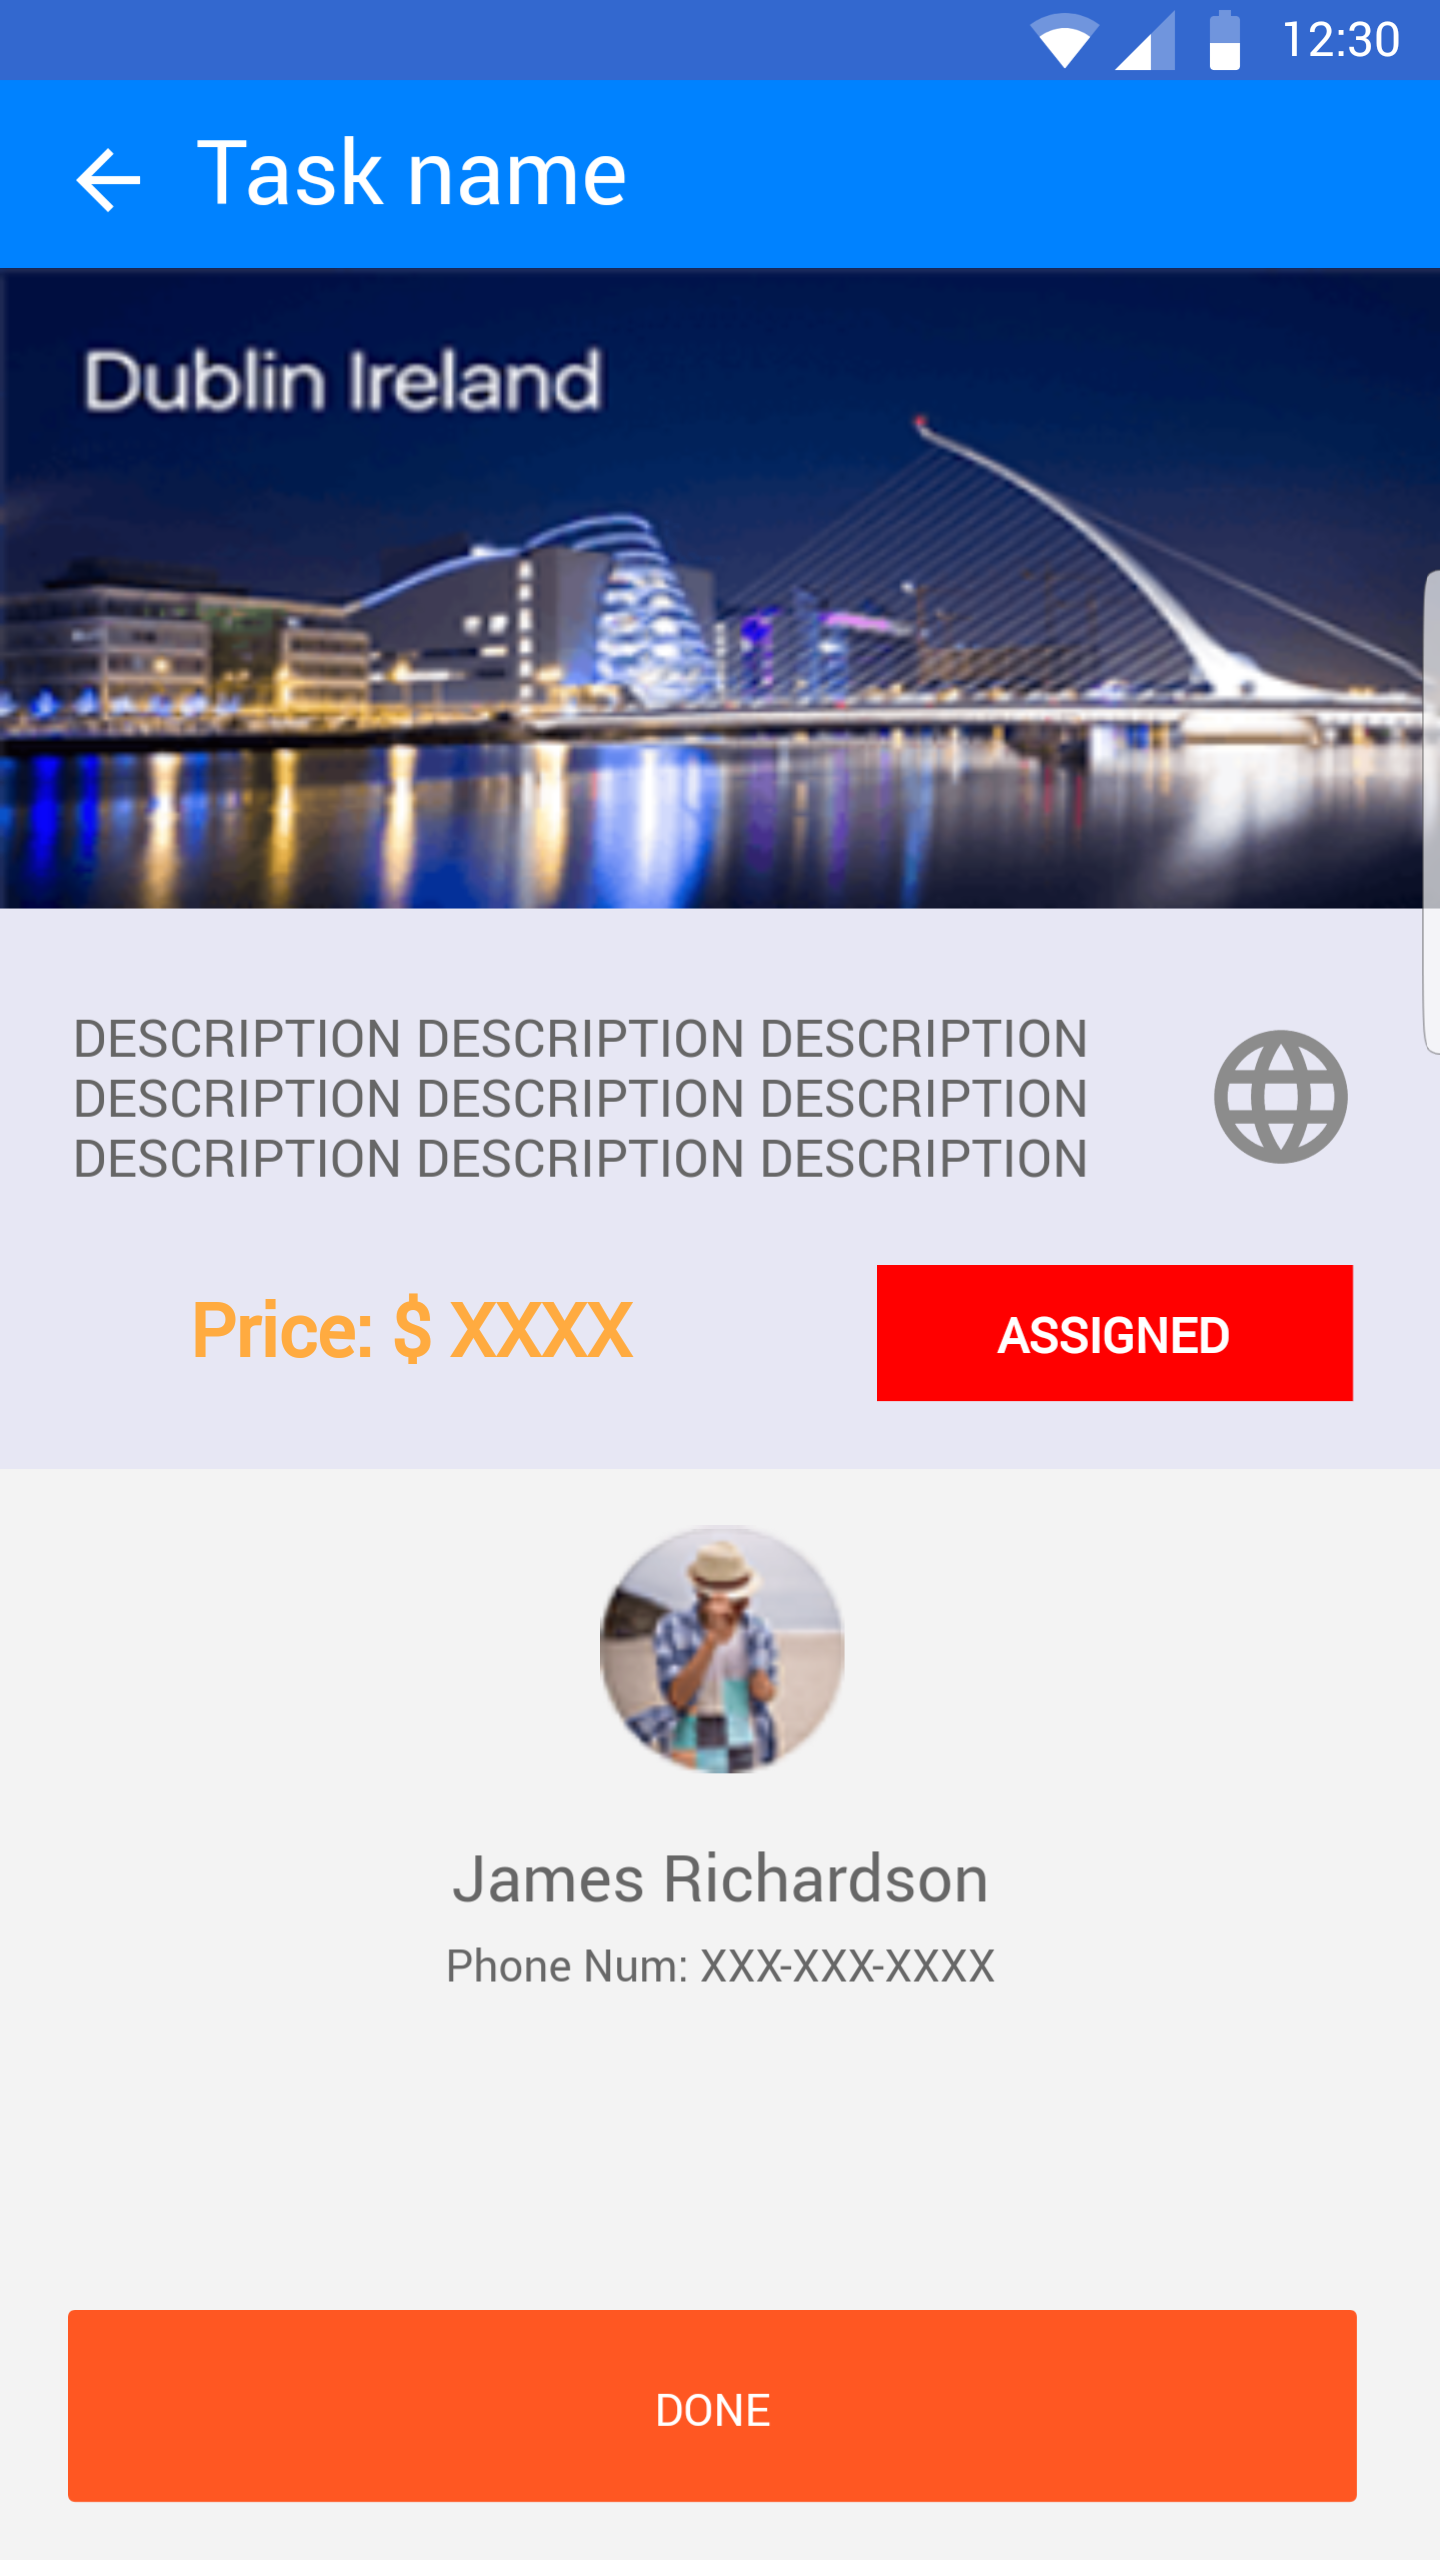 12:30
Task name
Dublin Ireland
DESCRIPTION DESCRIPTION DESCRIPTION
DESCRIPTION DESCRIPTION DESCRIPTION
DESCRIPTION DESCRIPTION DESCRIPTION
Price: $ XXXX
ASSIGNED
James Richardson
Phone Num: XXX-XXX-XXXX
DONE